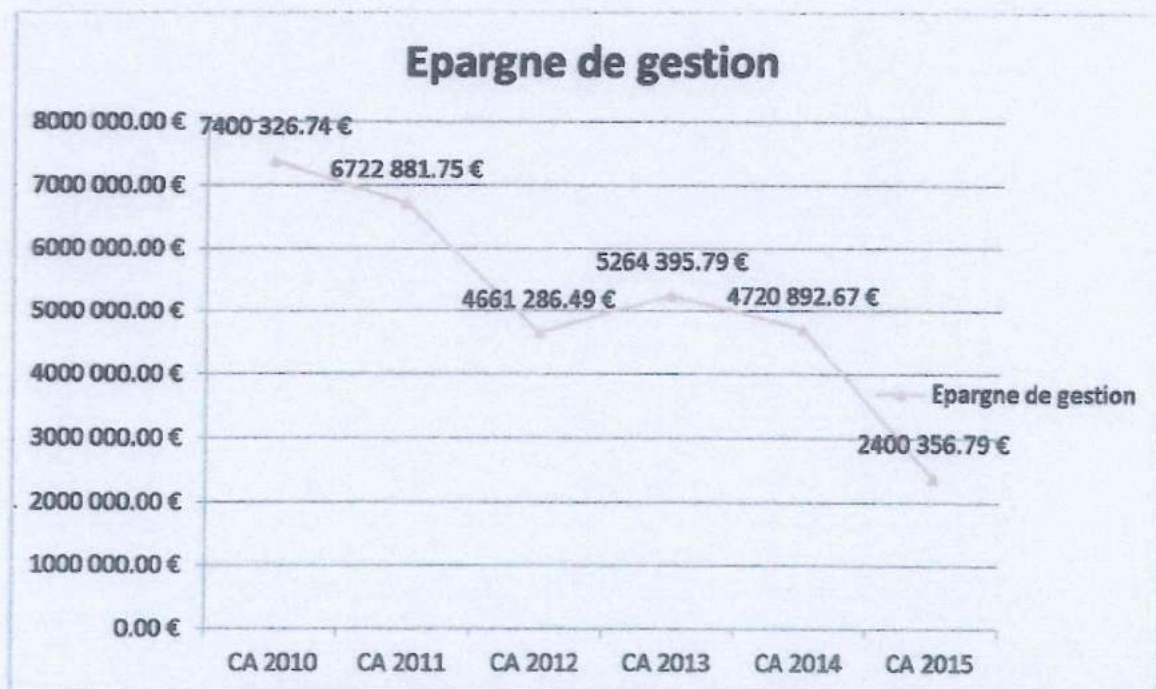 Epargne de gestion
8000 000.00 €
7400 326.74 €
6722 881.75 €
7000 000.00 €
6000 000.00 €
5264 395.79 €
4661 286.49 €
4720 892.67 €
5000 000.00 €
4000 000.00 €
Epargne de gestion
3000 000.00 €
2400 356.79 €
2000 000.00 €
1000 000.00 €
0.00 €
CA 2010 CA 2011 CA 2012 CA 2013 CA 2014 CA 2015